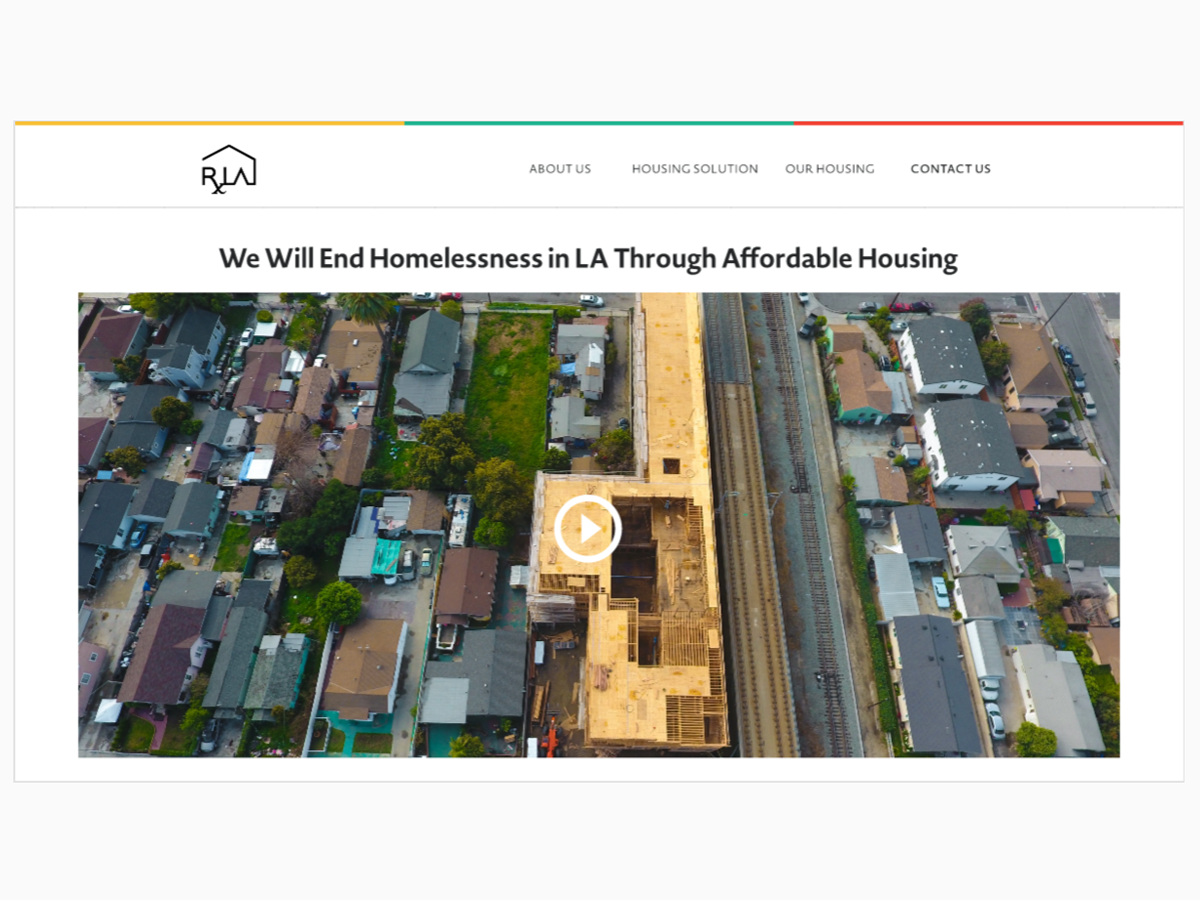 RxLA
ABOUT US HOUSING SOLUTION OUR HOUSING CONTACT US
We Will End Homelessness in LA Through Affordable Housing